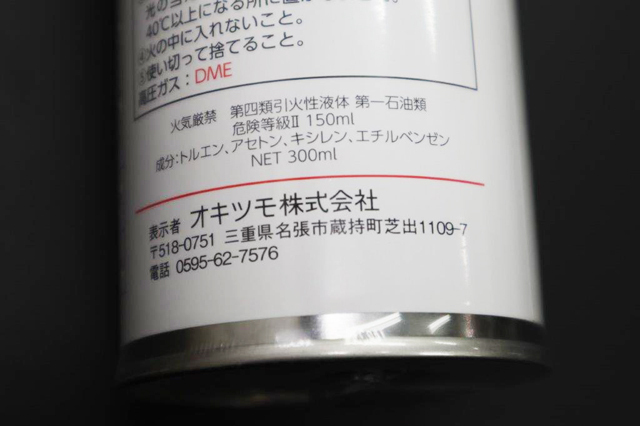 40℃以上になる所に置か
④火の中に入れないこと。
⑤使い切って捨てること。
高圧ガス：DME
火気厳禁 第四類引火性液体 第一石油類
危険等級Ⅱ 150ml
成分：トルエン、アセトン、キシレン、エチルベンゼン
NET 300ml
表示者 オキツモ株式会社
〒518-0751 三重県名張市蔵持町芝出1109-7
電話 0595-62-7576